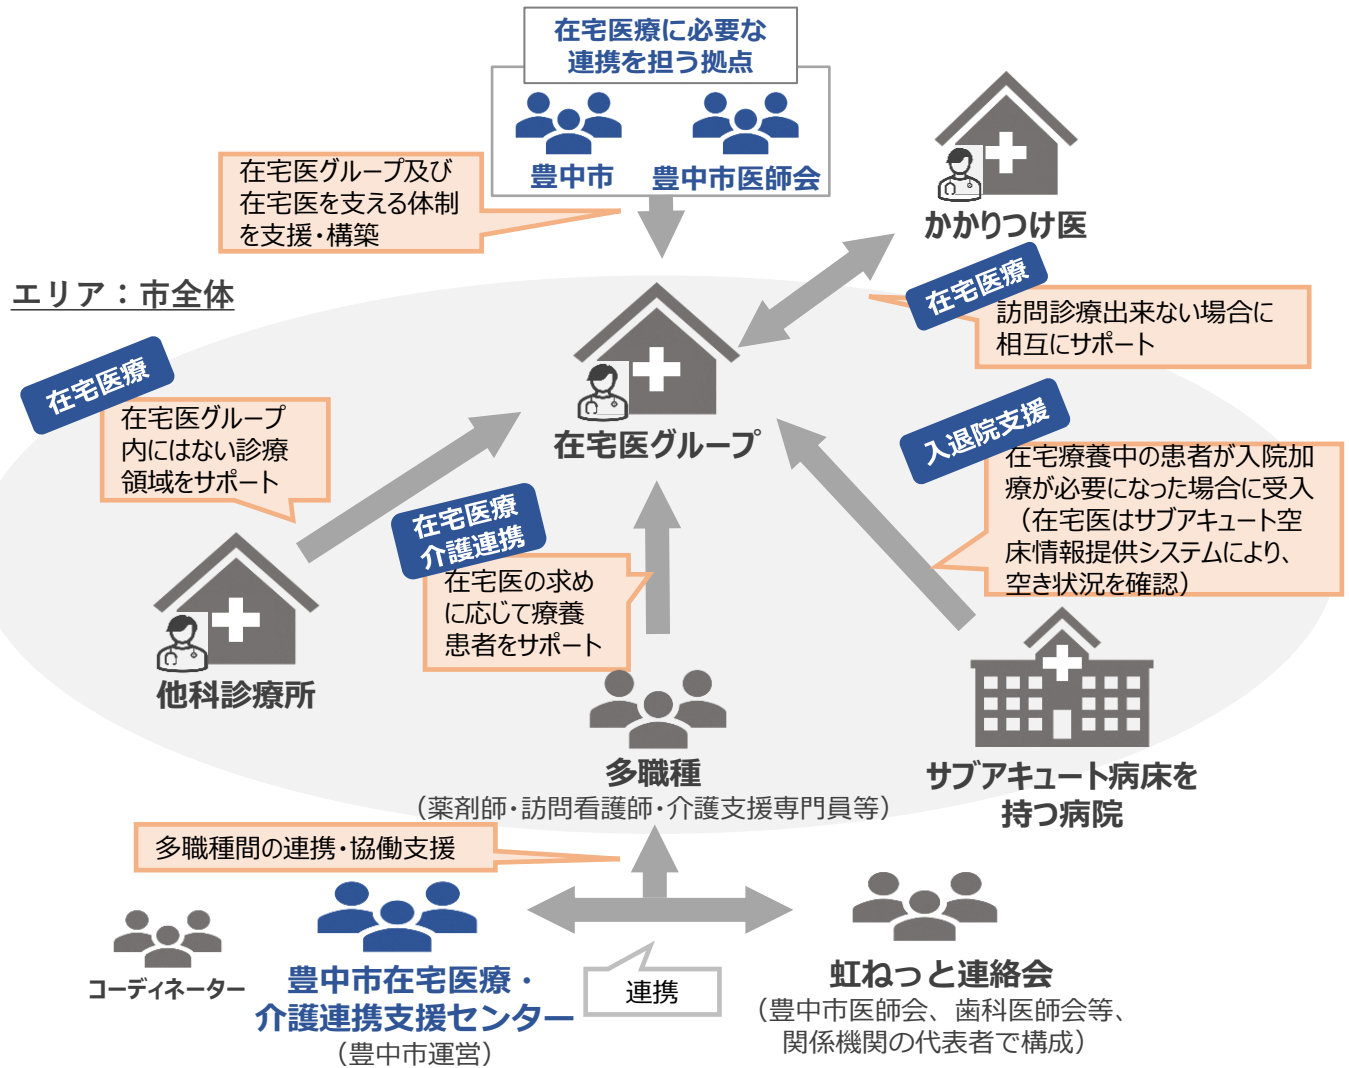 在宅医療に必要な
連携を担う拠点
豊中市
豊中市医師会
在宅医グループ及び
在宅医を支える体制
を支援・構築
かかりつけ医
エリア：市全体
在宅医療
訪問診療出来ない場合に
相互にサポート
在宅医療
在宅医グループ
内にはない診療
領域をサポート
在宅医グループ
入退院支援
在宅療養中の患者が入院加
療が必要になった場合に受入
（在宅医はサブアキュート空
床情報提供システムにより、
空き状況を確認）
在宅医療
介護連携
在宅医の求め
に応じて療養
患者をサポート
他科診療所
多職種
（薬剤師・訪問看護師・介護支援専門員等）
サブアキュート病床を
持つ病院
多職種間の連携・協働支援
コーディネーター
豊中市在宅医療・
介護連携支援センター
（豊中市運営）
連携
虹ねっと連絡会
（豊中市医師会、歯科医師会等、
関係機関の代表者で構成）